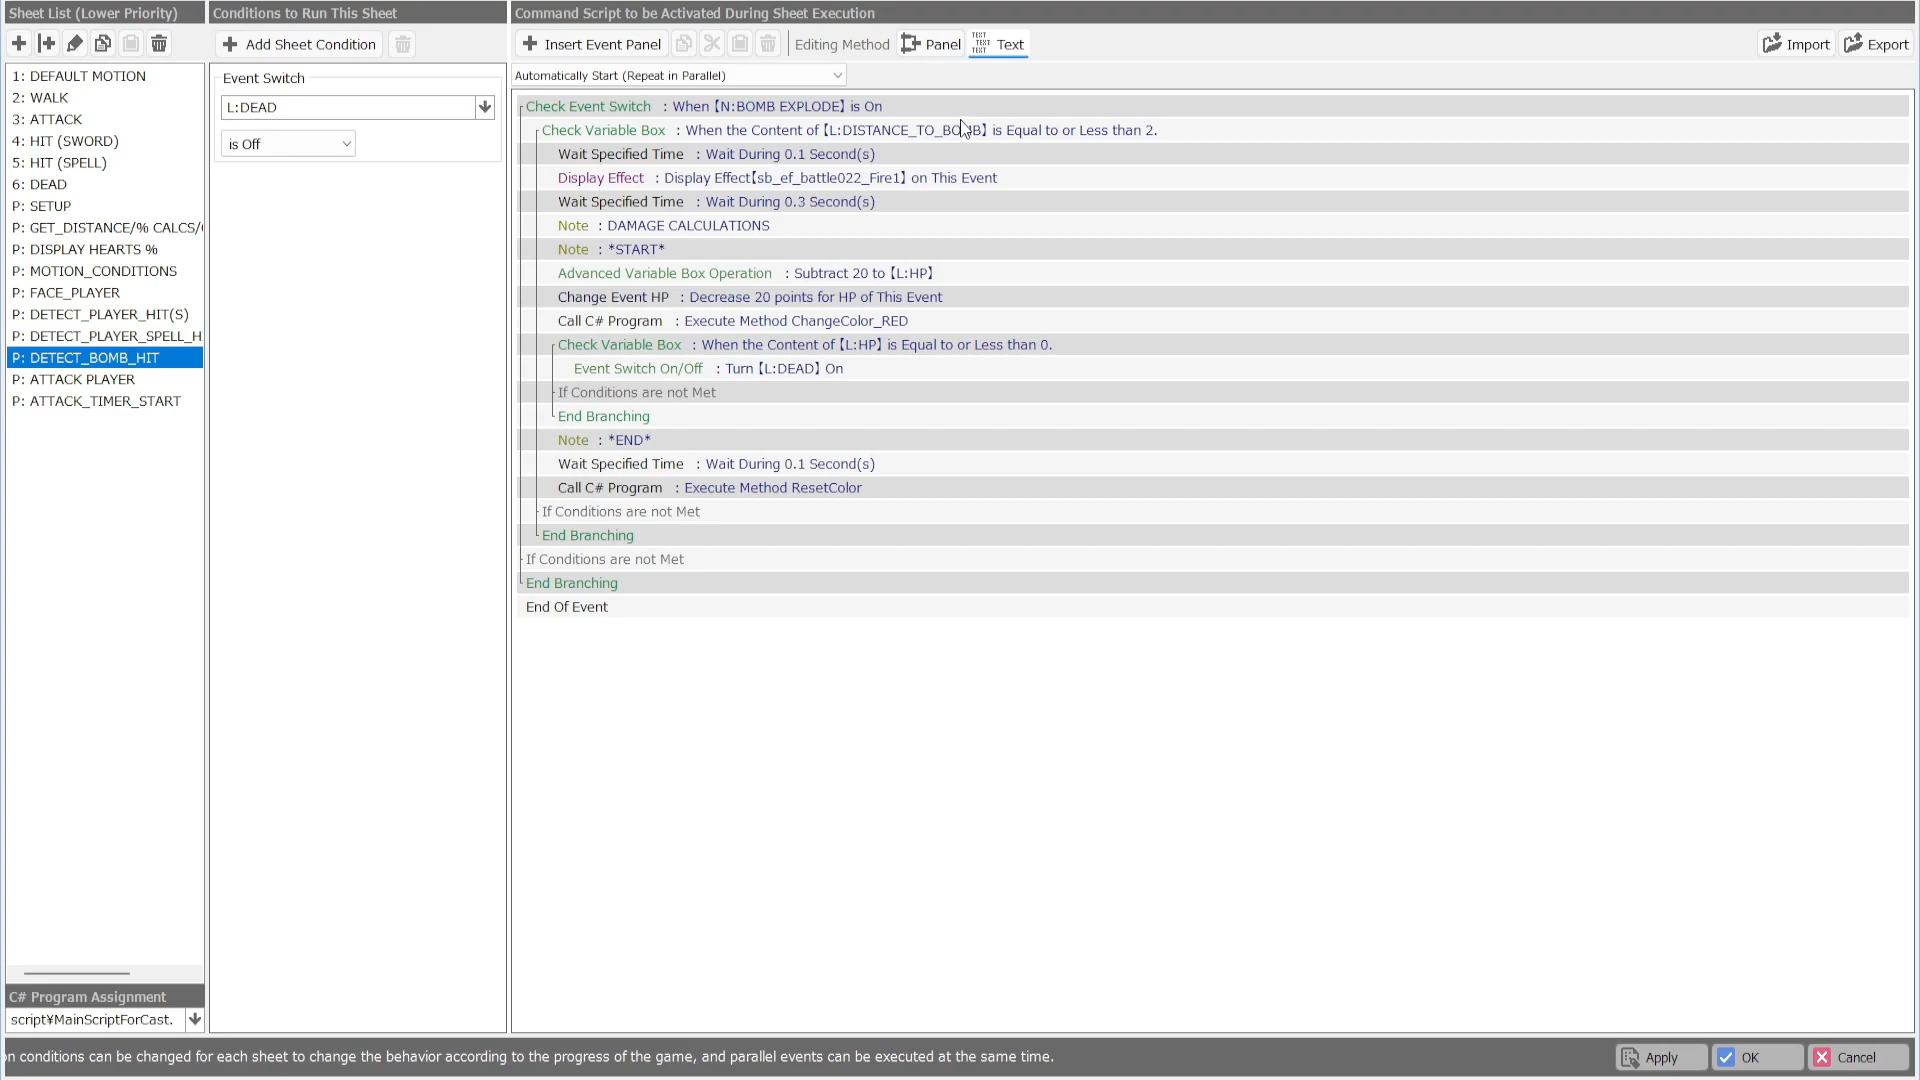 Sheet List (Lower Priority)
Conditions to Run This Sheet
Command Script to be Activated During Sheet Execution
Add Sheet Condition
Insert Event Panel
Editing Method
Panel
TEXT TEXT TEXT
Text
Import
Export
1: DEFAULT MOTION
2: WALK
3: ATTACK
4: HIT (SWORD)
5: HIT (SPELL)
6: DEAD
P: SETUP
P: GET_DISTANCE/% CALCS/
P: DISPLAY HEARTS %
P: MOTION_CONDITIONS
P: FACE_PLAYER
P: DETECT_PLAYER_HIT(S)
P: DETECT_PLAYER_SPELL_H
P: DETECT_BOMB_HIT
P: ATTACK PLAYER
P: ATTACK_TIMER_START
Event Switch
L:DEAD
is Off
Automatically Start (Repeat in Parallel)
Check Event Switch : When【N:BOMB EXPLODE】is On
Check Variable Box : When the Content of【L:DISTANCE_TO_BOMB】is Equal to or Less than 2.
Wait Specified Time : Wait During 0.1 Second(s)
Display Effect : Display Effect【sb_ef_battle022_Fire1】on This Event
Wait Specified Time : Wait During 0.3 Second(s)
Note : DAMAGE CALCULATIONS
Note : *START*
Advanced Variable Box Operation : Subtract 20 to【L:HP】
Change Event HP : Decrease 20 points for HP of This Event
Call C# Program : Execute Method ChangeColor_RED
Check Variable Box : When the Content of【L:HP】is Equal to or Less than 0.
Event Switch On/Off : Turn【L:DEAD】On
If Conditions are not Met
End Branching
Note : *END*
Wait Specified Time : Wait During 0.1 Second(s)
Call C# Program : Execute Method ResetColor
If Conditions are not Met
End Branching
If Conditions are not Met
End Branching
End Of Event
C# Program Assignment
script¥MainScriptForCast.
n conditions can be changed for each sheet to change the behavior according to the progress of the game, and parallel events can be executed at the same time.
Apply
OK
Cancel